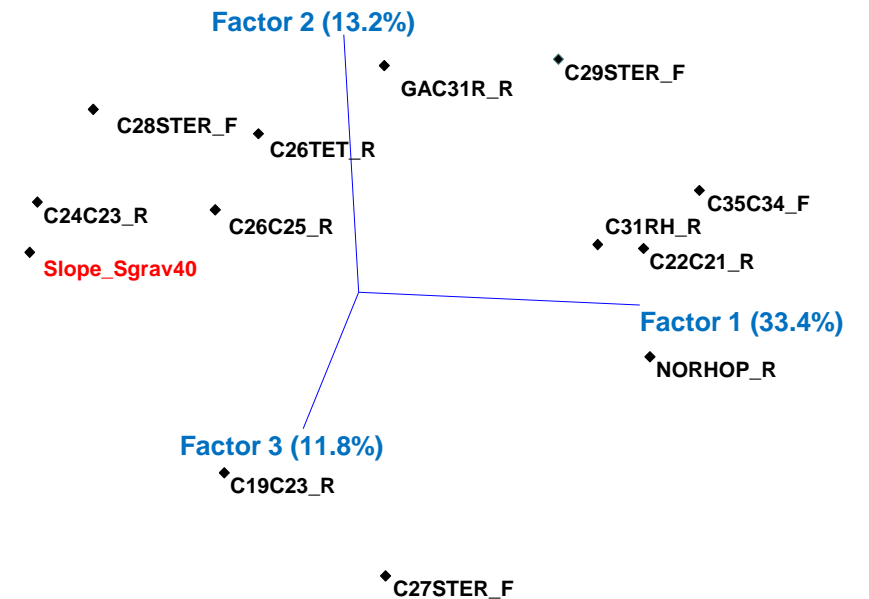 Factor 2 (13.2%)
C29STER_F
GAC31R_R
C28STER_F
C26TET_R
C35C34_F
C24C23_R
C26C25_R
C31RH_R
C22C21_R
Slope_Sgrav40
Factor 1 (33.4%)
NORHOP_R
Factor 3 (11.8%)
C19C23_R
C27STER_F